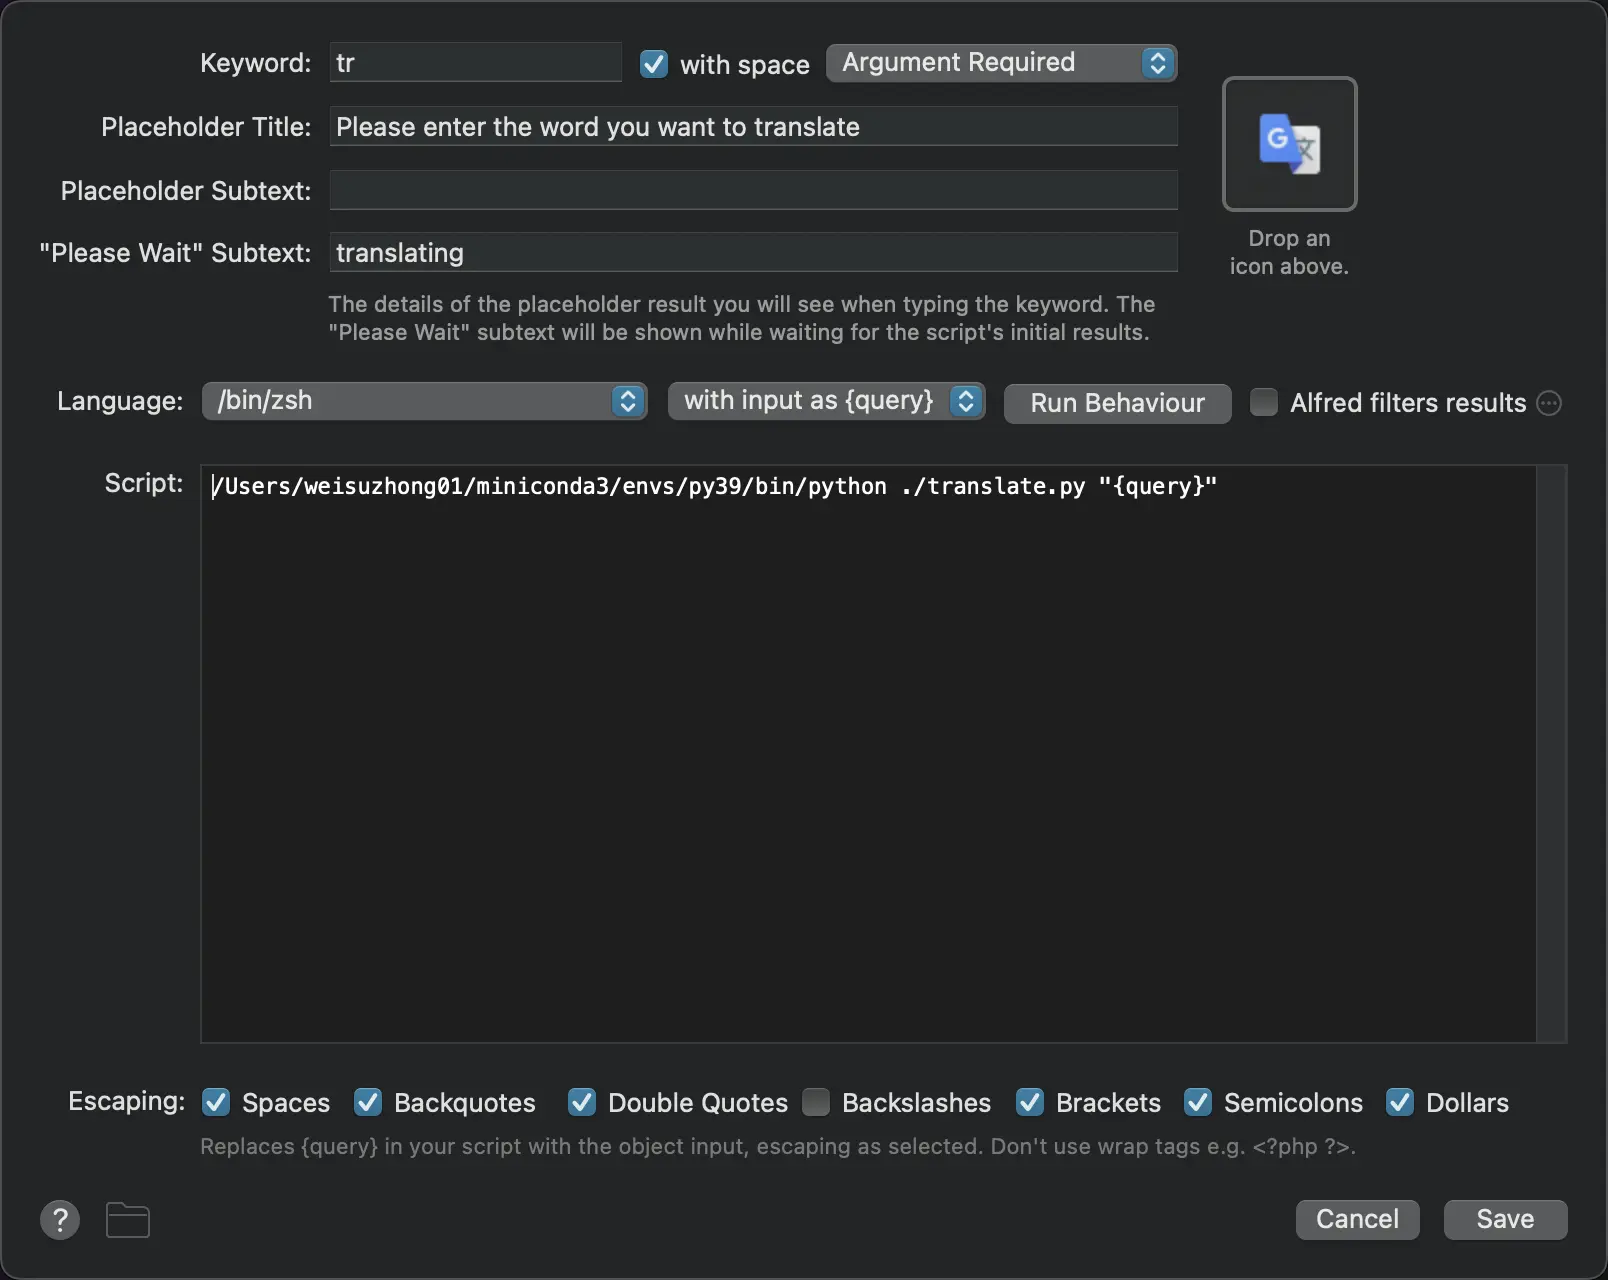 Keyword: tr with space Argument Required
Placeholder Title: Please enter the word you want to translate
Placeholder Subtext:
"Please Wait" Subtext: translating
Drop an
icon above.
The details of the placeholder result you will see when typing the keyword. The
"Please Wait" subtext will be shown while waiting for the script's initial results.
Language: /bin/zsh with input as {query} Run Behaviour Alfred filters results
Script: /Users/weisuzhong01/miniconda3/envs/py39/bin/python ./translate.py "{query}"
Escaping: Spaces Backquotes Double Quotes Backslashes Brackets Semicolons Dollars
Replaces {query} in your script with the object input, escaping as selected. Don't use wrap tags e.g. <?php ?>.
? Cancel Save
G 文